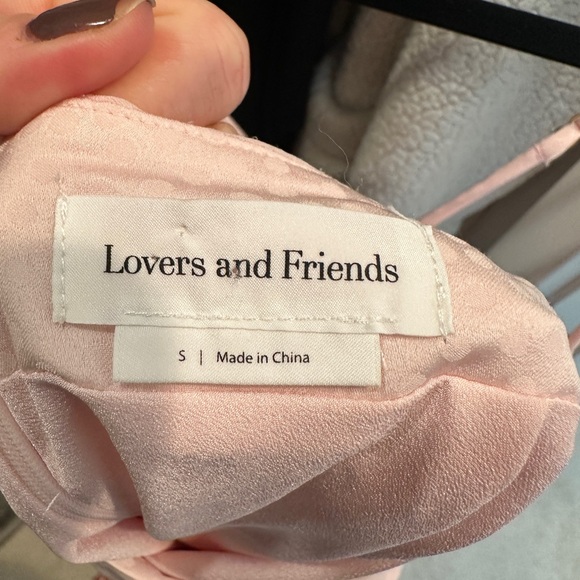 Lovers and Friends
S | Made in China